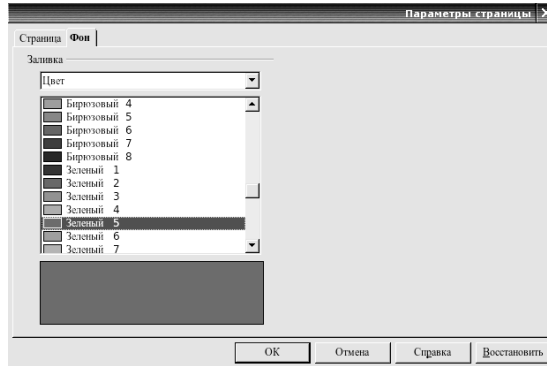 Параметры страницы
Страница Фон
Заливка
Цвет
Бирюзовый 4
Бирюзовый 5
Бирюзовый 6
Бирюзовый 7
Бирюзовый 8
Зеленый 1
Зеленый 2
Зеленый 3
Зеленый 4
Зеленый 5
Зеленый 6
Зеленый 7
OK Отмена Справка Восстановить